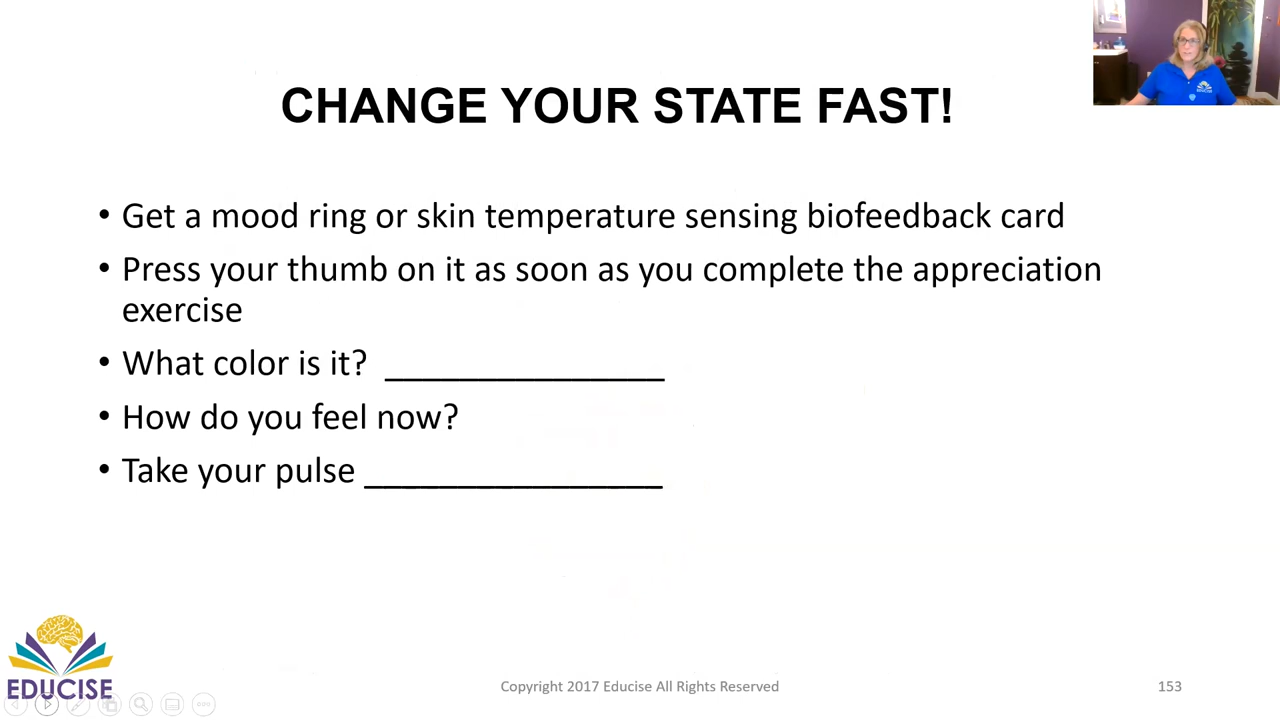 CHANGE YOUR STATE FAST!
• Get a mood ring or skin temperature sensing biofeedback card
• Press your thumb on it as soon as you complete the appreciation
exercise
• What color is it? _______________
• How do you feel now?
• Take your pulse ________________
EDUCISE
Copyright 2017 Educise All Rights Reserved
153
EDUCISE